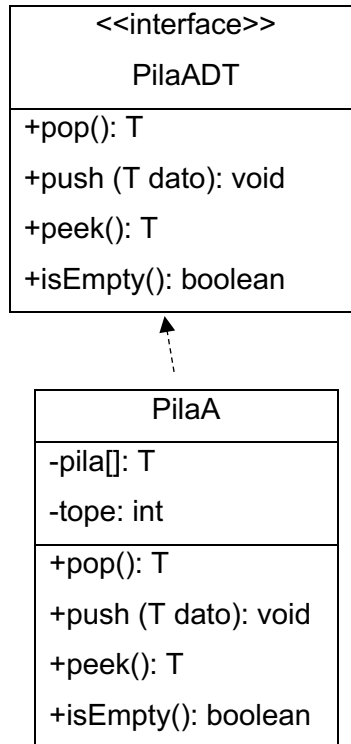 <<interface>>
PilaADT
+pop(): T
+push (T dato): void
+peek(): T
+isEmpty(): boolean
PilaA
-pila[]: T
-tope: int
+pop(): T
+push (T dato): void
+peek(): T
+isEmpty(): boolean